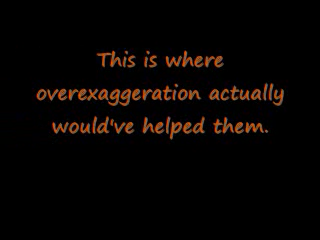 This is where
overexaggeration actually
would've helped them.